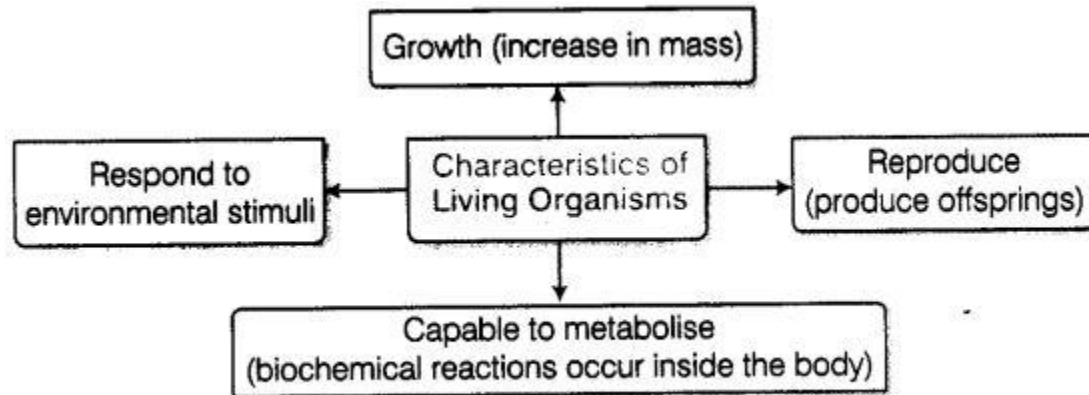 Growth (increase in mass)
Respond to
environmental stimuli
Characteristics of
Living Organisms
Reproduce
(produce offsprings)
Capable to metabolise
(biochemical reactions occur inside the body)